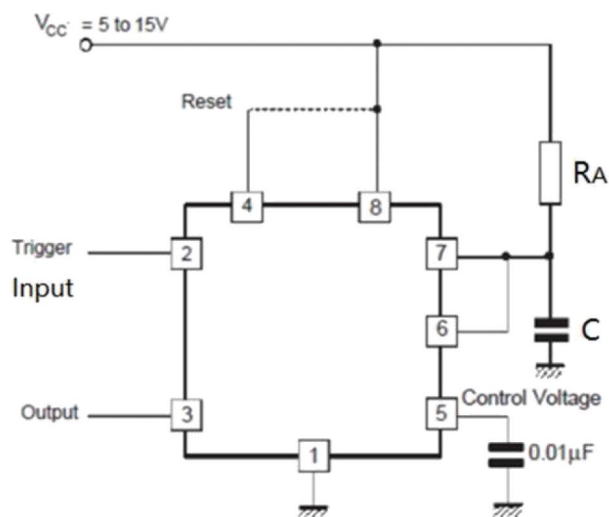 VCC = 5 to 15V
Reset
RA
4
8
Trigger
2
7
Input
6
C
Control Voltage
Output
3
5
0.01µF
1